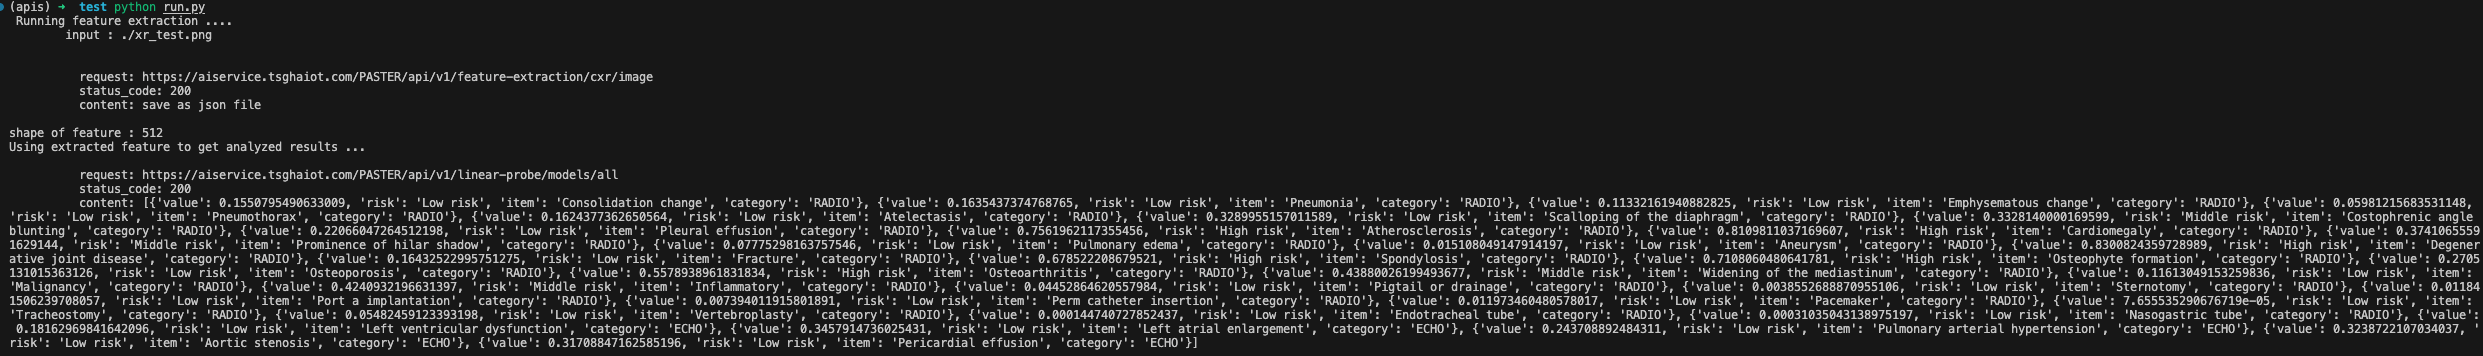 (apis) ➜  test python run.py
Running feature extraction ....
input : ./xr_test.png
request: https://aiservice.tsghaiot.com/PASTER/api/v1/feature-extraction/cxr/image
status_code: 200
content: save as json file
shape of feature : 512
Using extracted feature to get analyzed results ...
request: https://aiservice.tsghaiot.com/PASTER/api/v1/linear-probe/models/all
status_code: 200
content: [{'value': 0.1550795490633009, 'risk': 'Low risk', 'item': 'Consolidation change', 'category': 'RADIO'}, {'value': 0.1635437374768765, 'risk': 'Low risk', 'item': 'Pneumonia', 'category': 'RADIO'}, {'value': 0.11332161940882825, 'risk': 'Low risk', 'item': 'Emphysematous change', 'category': 'RADIO'}, {'value': 0.05981215683531148,
'risk': 'Low risk', 'item': 'Pneumothorax', 'category': 'RADIO'}, {'value': 0.1624377362650564, 'risk': 'Low risk', 'item': 'Atelectasis', 'category': 'RADIO'}, {'value': 0.3289955157011589, 'risk': 'Low risk', 'item': 'Scalloping of the diaphragm', 'category': 'RADIO'}, {'value': 0.3328140000169599, 'risk': 'Middle risk', 'item': 'Costophrenic angle
blunting', 'category': 'RADIO'}, {'value': 0.22066047264512198, 'risk': 'Low risk', 'item': 'Pleural effusion', 'category': 'RADIO'}, {'value': 0.7561962117355456, 'risk': 'High risk', 'item': 'Atherosclerosis', 'category': 'RADIO'}, {'value': 0.8109811037169607, 'risk': 'High risk', 'item': 'Cardiomegaly', 'category': 'RADIO'}, {'value': 0.3741065559
1629144, 'risk': 'Middle risk', 'item': 'Prominence of hilar shadow', 'category': 'RADIO'}, {'value': 0.07775298163757546, 'risk': 'Low risk', 'item': 'Pulmonary edema', 'category': 'RADIO'}, {'value': 0.015108049147914197, 'risk': 'Low risk', 'item': 'Aneurysm', 'category': 'RADIO'}, {'value': 0.8300824359728989, 'risk': 'High risk', 'item': 'Degener
ative joint disease', 'category': 'RADIO'}, {'value': 0.16432522995751275, 'risk': 'Low risk', 'item': 'Fracture', 'category': 'RADIO'}, {'value': 0.678522208679521, 'risk': 'High risk', 'item': 'Spondylosis', 'category': 'RADIO'}, {'value': 0.7108060480641781, 'risk': 'High risk', 'item': 'Osteophyte formation', 'category': 'RADIO'}, {'value': 0.2705
131015363126, 'risk': 'Low risk', 'item': 'Osteoporosis', 'category': 'RADIO'}, {'value': 0.5578938961831834, 'risk': 'High risk', 'item': 'Osteoarthritis', 'category': 'RADIO'}, {'value': 0.43880026199493677, 'risk': 'Middle risk', 'item': 'Widening of the mediastinum', 'category': 'RADIO'}, {'value': 0.11613049153259836, 'risk': 'Low risk', 'item':
'Malignancy', 'category': 'RADIO'}, {'value': 0.4240932196631397, 'risk': 'Middle risk', 'item': 'Inflammatory', 'category': 'RADIO'}, {'value': 0.04452864620557984, 'risk': 'Low risk', 'item': 'Pigtail or drainage', 'category': 'RADIO'}, {'value': 0.0038552688870955106, 'risk': 'Low risk', 'item': 'Sternotomy', 'category': 'RADIO'}, {'value': 0.01184
1506239708057, 'risk': 'Low risk', 'item': 'Port a implantation', 'category': 'RADIO'}, {'value': 0.007394011915801891, 'risk': 'Low risk', 'item': 'Perm catheter insertion', 'category': 'RADIO'}, {'value': 0.011973460480578017, 'risk': 'Low risk', 'item': 'Pacemaker', 'category': 'RADIO'}, {'value': 7.655535290676719e-05, 'risk': 'Low risk', 'item':
'Tracheostomy', 'category': 'RADIO'}, {'value': 0.05482459123393198, 'risk': 'Low risk', 'item': 'Vertebroplasty', 'category': 'RADIO'}, {'value': 0.000144740727852437, 'risk': 'Low risk', 'item': 'Endotracheal tube', 'category': 'RADIO'}, {'value': 0.00031035043138975197, 'risk': 'Low risk', 'item': 'Nasogastric tube', 'category': 'RADIO'}, {'value':
0.18162969841642096, 'risk': 'Low risk', 'item': 'Left ventricular dysfunction', 'category': 'ECHO'}, {'value': 0.3457914736025431, 'risk': 'Low risk', 'item': 'Left atrial enlargement', 'category': 'ECHO'}, {'value': 0.243708892484311, 'risk': 'Low risk', 'item': 'Pulmonary arterial hypertension', 'category': 'ECHO'}, {'value': 0.3238722107034037, '
risk': 'Low risk', 'item': 'Aortic stenosis', 'category': 'ECHO'}, {'value': 0.31708847162585196, 'risk': 'Low risk', 'item': 'Pericardial effusion', 'category': 'ECHO'}]